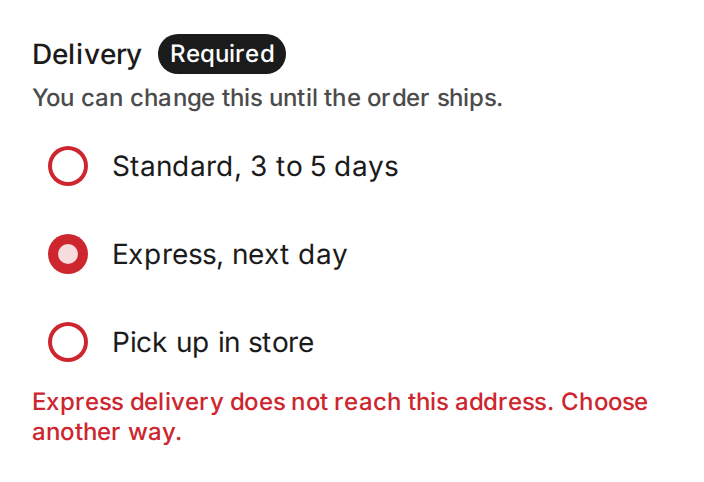 Delivery Required
You can change this until the order ships.
Standard, 3 to 5 days
Express, next day
Pick up in store
Express delivery does not reach this address. Choose
another way.